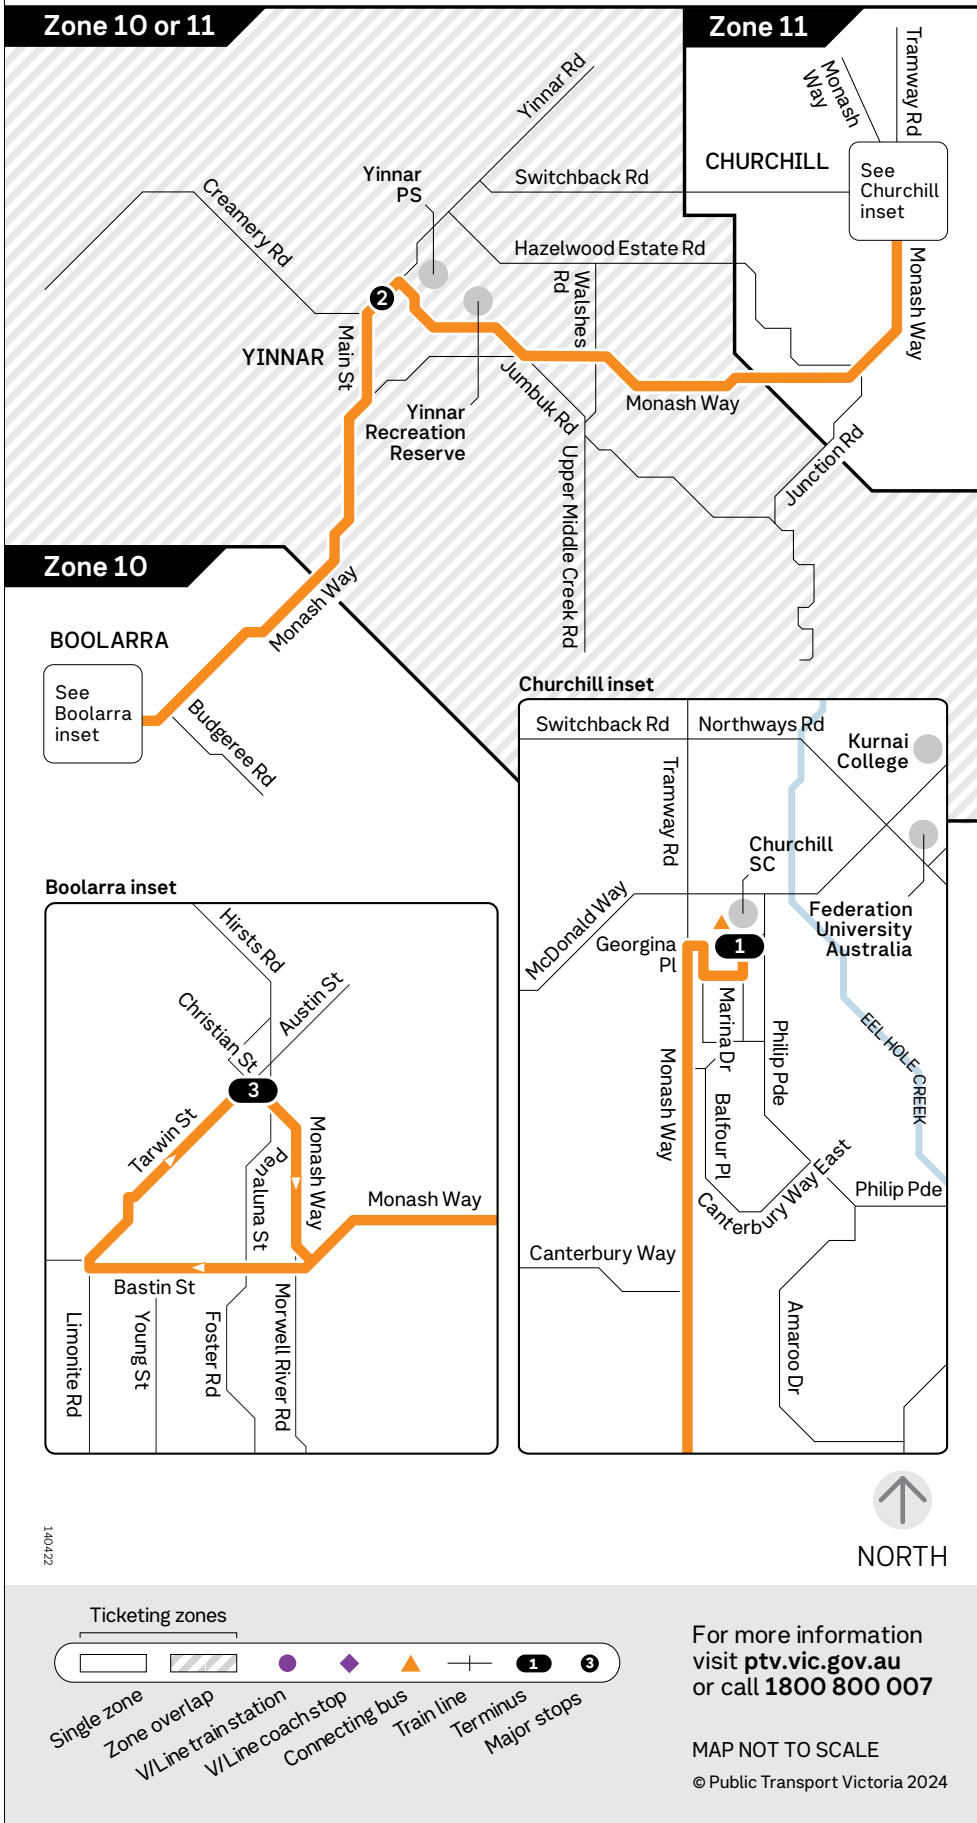 Zone 10 or 11
Zone 11
Tramway Rd
Monash
Way
Yinnar Rd
CHURCHILL
See
Churchill
inset
Yinnar
PS
Switchback Rd
Creamery Rd
Hazelwood Estate Rd
Walshes
Rd
Monash Way
2
YINNAR
Main St
Jumbuk Rd
Monash Way
Yinnar
Recreation
Reserve
Junction Rd
Upper Middle Creek Rd
Zone 10
Monash Way
BOOLARRA
See
Boolarra
inset
Budgeree Rd
Churchill inset
Switchback Rd
Northways Rd
Kurnai
College
Tramway Rd
Churchill
SC
McDonald Way
Federation
University
Australia
Georgina
Pl
1
Marina Dr
Philip Pde
EEL HOLE CREEK
Monash Way
Balfour Pl
Canterbury Way East
Philip Pde
Canterbury Way
Amaroo Dr
Boolarra inset
Hirsts Rd
Austin St
Christian St
3
Tarwin St
Monash Way
Penaluna St
Monash Way
Bastin St
Limonite Rd
Young St
Foster Rd
Morwell River Rd
NORTH
140422
Ticketing zones
1
3
Single zone
Zone overlap
V/Line train station
V/Line coach stop
Connecting bus
Train line
Terminus
Major stops
For more information
visit ptv.vic.gov.au
or call 1800 800 007
MAP NOT TO SCALE
© Public Transport Victoria 2024